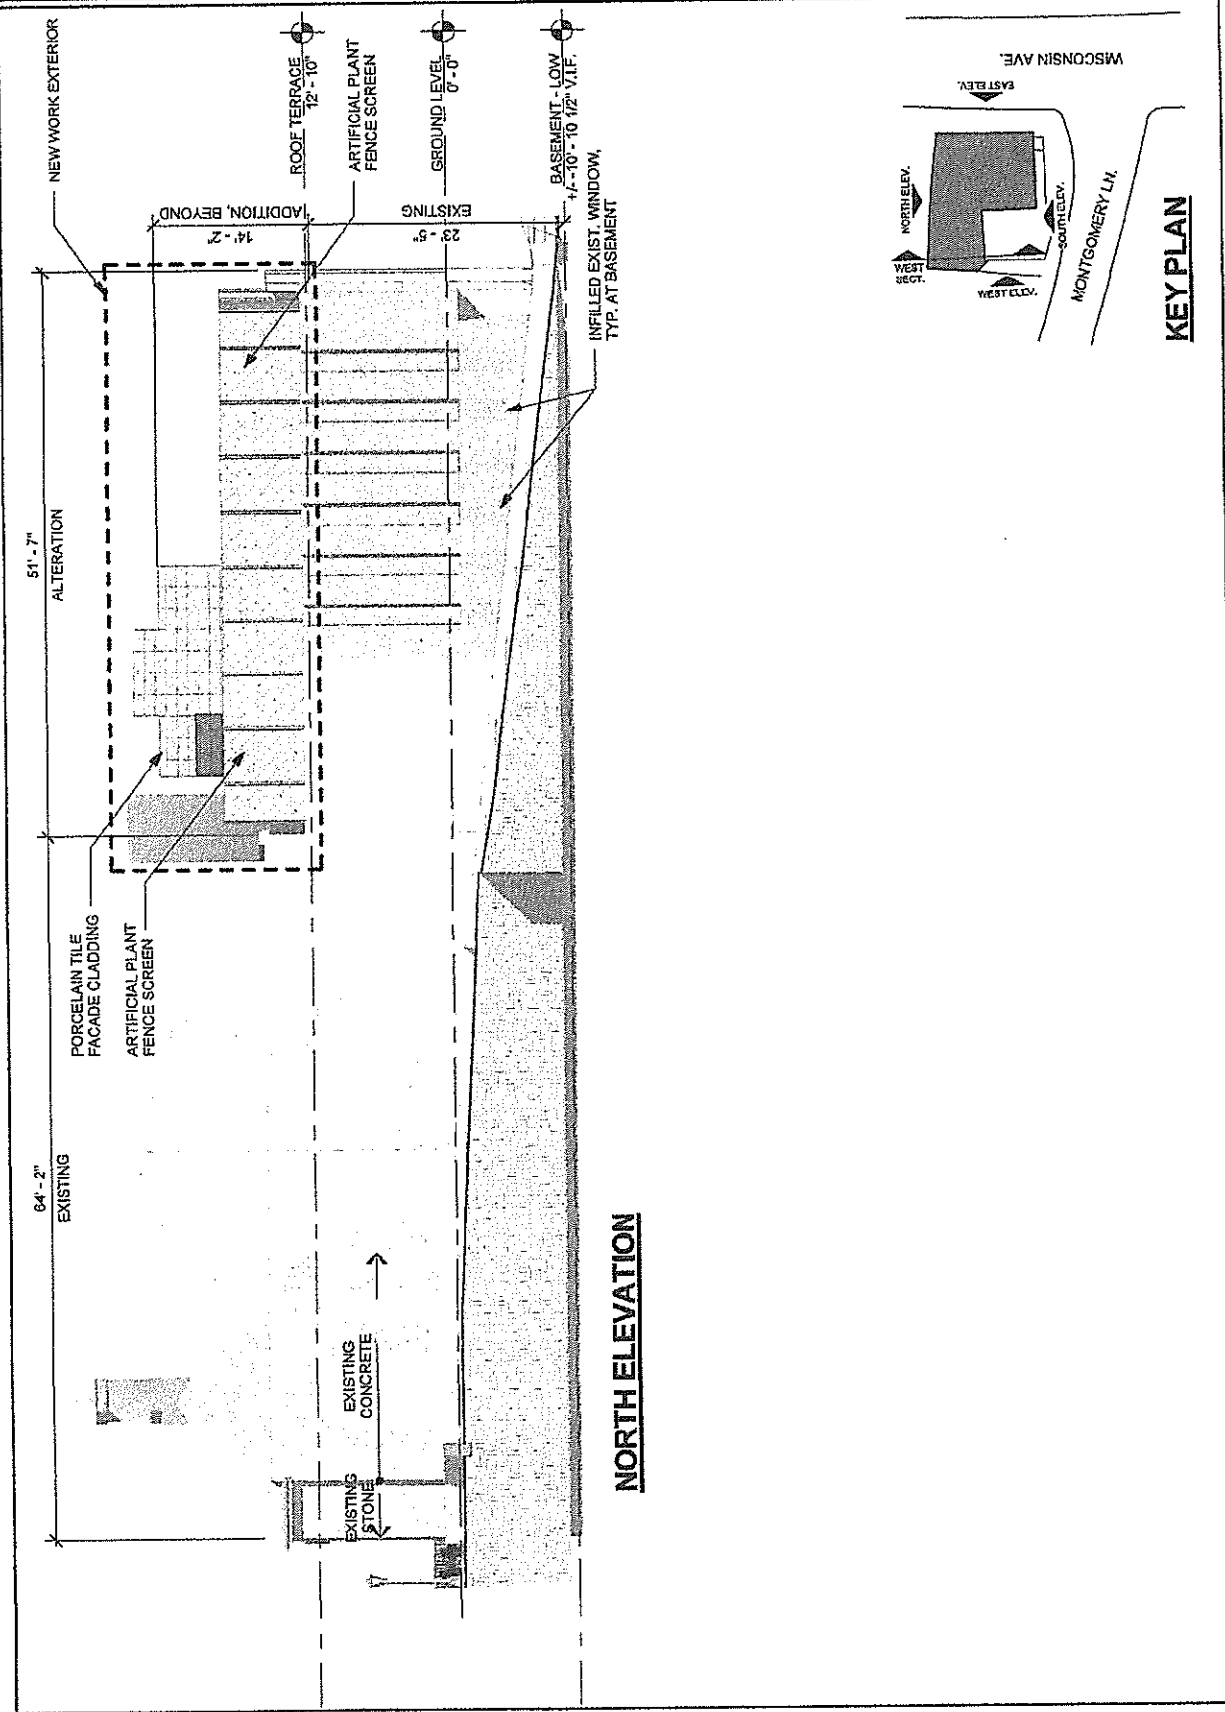 64' - 2"
EXISTING
51' - 7"
ALTERATION
NEW WORK EXTERIOR
PORCELAIN TILE
FACADE CLADDING
ARTIFICIAL PLANT
FENCE SCREEN
14' - 2"
ADDITION, BEYOND
23' - 5"
EXISTING
ROOF TERRACE
12' - 10"
ARTIFICIAL PLANT
FENCE SCREEN
GROUND LEVEL
0' - 0"
BASEMENT - LOW
+/- -10' - 10 1/2" V.I.F.
INFILLED EXIST. WINDOW,
TYP. AT BASEMENT
EXISTING
STONE
EXISTING
CONCRETE
NORTH ELEVATION
NORTH ELEV.
WEST
SECT.
WEST ELEV.
SOUTH ELEV.
EAST ELEV.
WISCONSIN AVE.
MONTGOMERY LN.
KEY PLAN